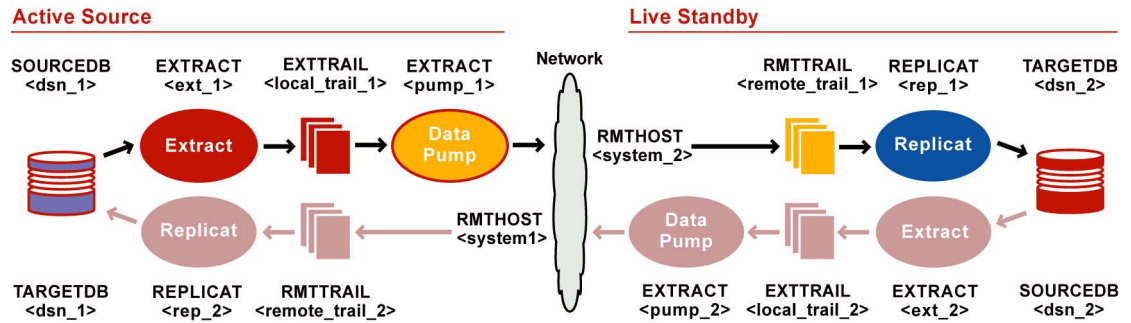 Active Source
Live Standby
SOURCEDB
<dsn_1>
EXTRACT
<ext_1>
EXTTRAIL
<local_trail_1>
EXTRACT
<pump_1>
Network
RMTTRAIL
<remote_trail_1>
REPLICAT
<rep_1>
TARGETDB
<dsn_2>
Extract
Data
Pump
RMTHOST
<system_2>
Replicat
Replicat
RMTHOST
<system1>
Data
Pump
Extract
TARGETDB
<dsn_1>
REPLICAT
<rep_2>
RMTTRAIL
<remote_trail_2>
EXTRACT
<pump_2>
EXTTRAIL
<local_trail_2>
EXTRACT
<ext_2>
SOURCEDB
<dsn_2>